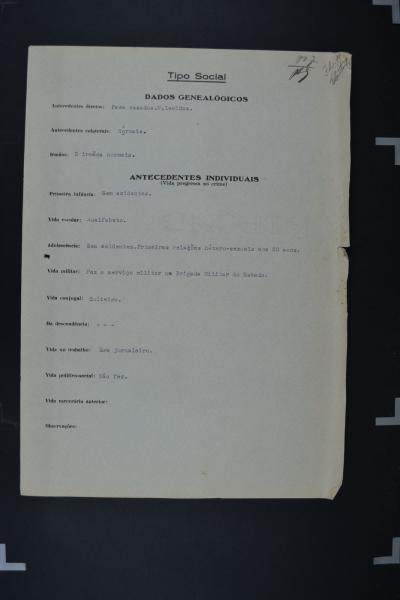 Tipo Social
DADOS GENEALÓGICOS
Antecedentes diretos: Paes casados. Falecidos.
Antecedentes colaterais: Normais.
Irmãos: 2 irmãos normais.
ANTECEDENTES INDIVIDUAIS
(Vida pregressa ao crime)
Primeira infância: Sem acidentes.
Vida escolar: Analfabeto.
Adolescência: Sem acidentes. Primeiras relações hétero-sexuais aos 20 anos.
Vida militar: Fez o serviço militar na Brigada Militar do Estado.
Vida conjugal: Solteiro.
Da descendência: - - -
Vida no trabalho: Era jornaleiro.
Vida político-social: Não fez.
Vida carcerária anterior:
Observações: